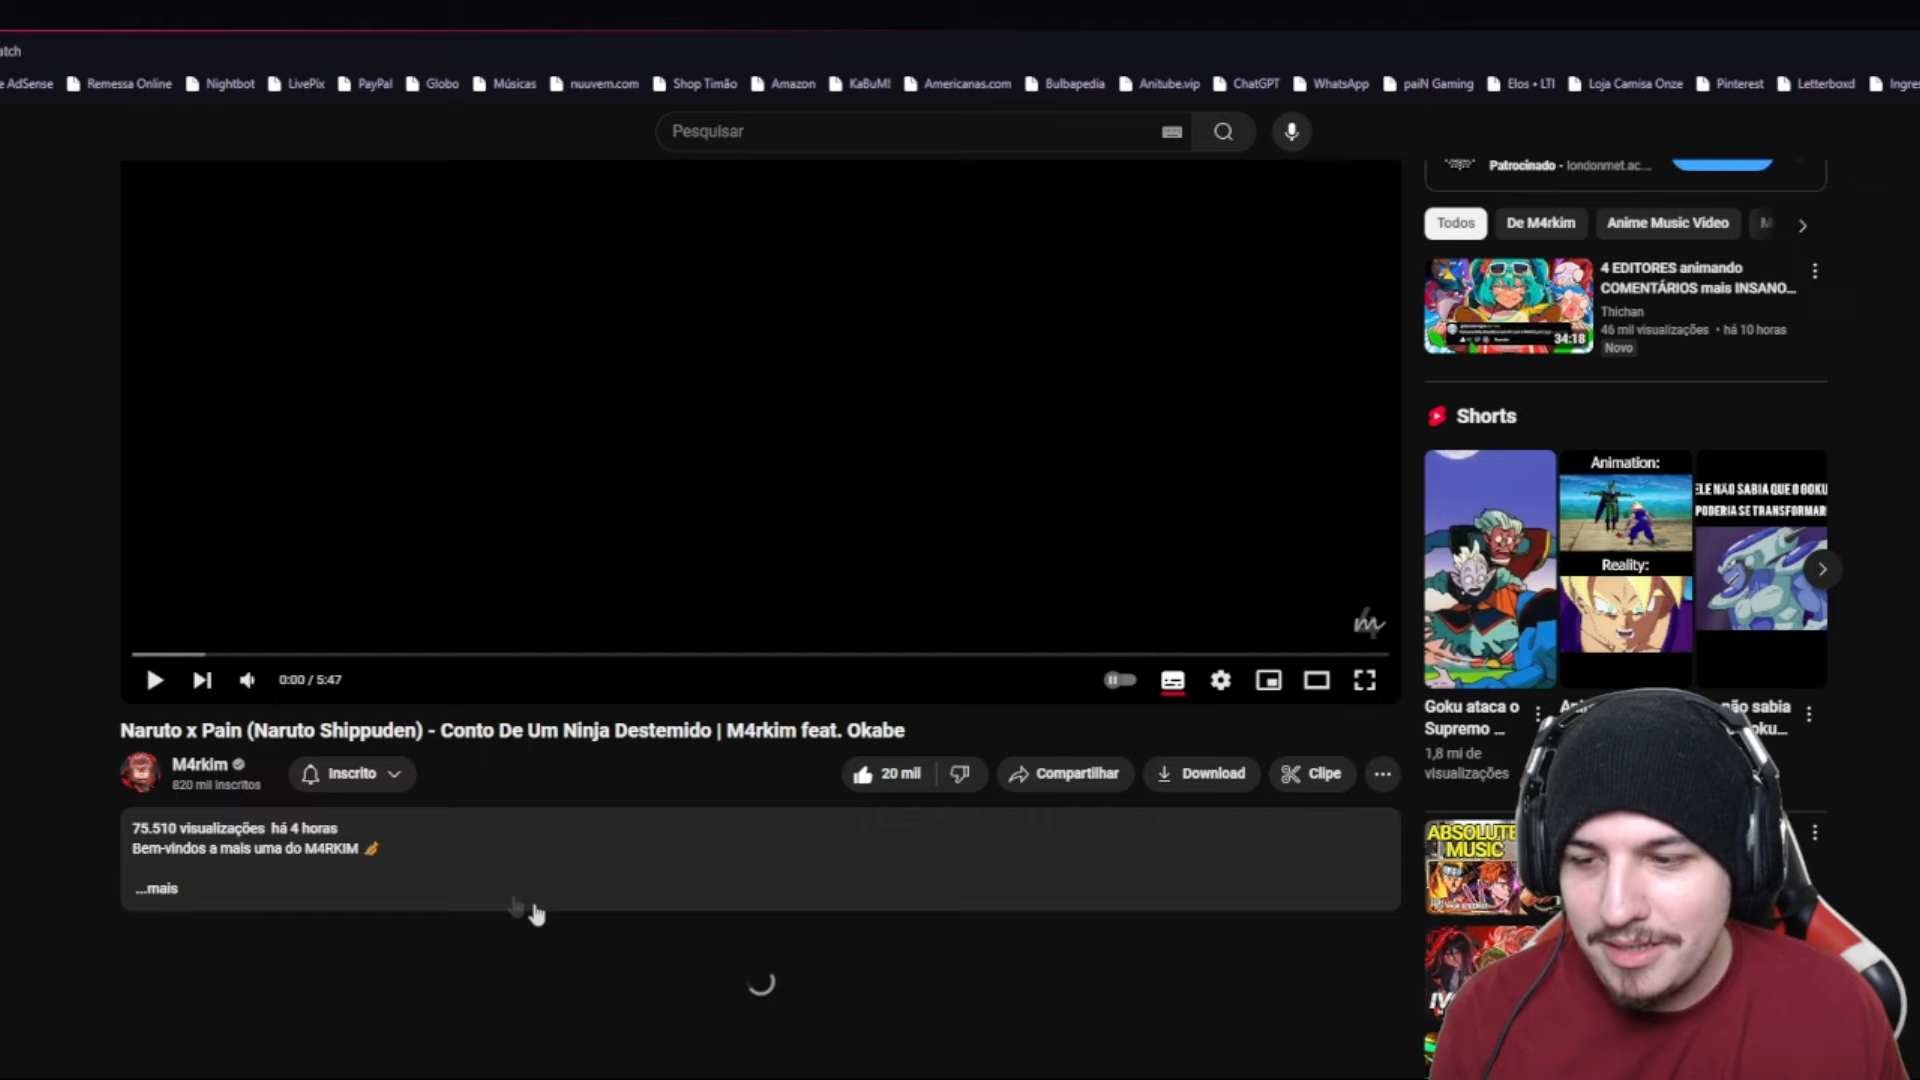 atch
e AdSense Remessa Online Nightbot LivePix PayPal Globo Músicas nuuvem.com Shop Timão Amazon KaBuM! Americanas.com Bulbapedia Anitube.vip ChatGPT WhatsApp paiN Gaming Elos • LTI Loja Camisa Onze Pinterest Letterboxd Ingres
Pesquisar
Patrocinado - londonmet.ac...
Todos De M4rkim Anime Music Video M
4 EDITORES animando
COMENTÁRIOS mais INSANO...
Thichan
46 mil visualizações • há 10 horas
Novo
34:18
Shorts
Animation:
Reality:
ELE NÃO SABIA QUE O GOKU
PODERIA SE TRANSFORMAR
Goku ataca o
Supremo ...
1,8 mi de
visualizações
não sabia
oku...
0:00 / 5:47
Naruto x Pain (Naruto Shippuden) - Conto De Um Ninja Destemido | M4rkim feat. Okabe
M4rkim
820 mil inscritos
Inscrito
20 mil
Compartilhar
Download
Clipe
75.510 visualizações há 4 horas
Bem-vindos a mais uma do M4RKIM
...mais
ABSOLUTE
MUSIC